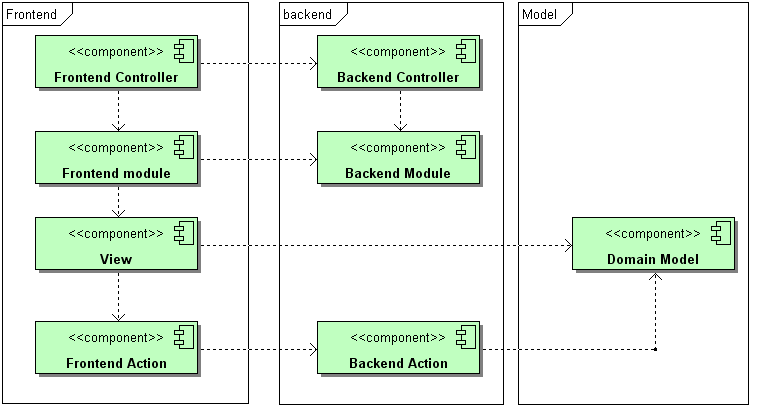 Frontend
backend
Model
<<component>>
Frontend Controller
<<component>>
Backend Controller
<<component>>
Frontend module
<<component>>
Backend Module
<<component>>
View
<<component>>
Domain Model
<<component>>
Frontend Action
<<component>>
Backend Action